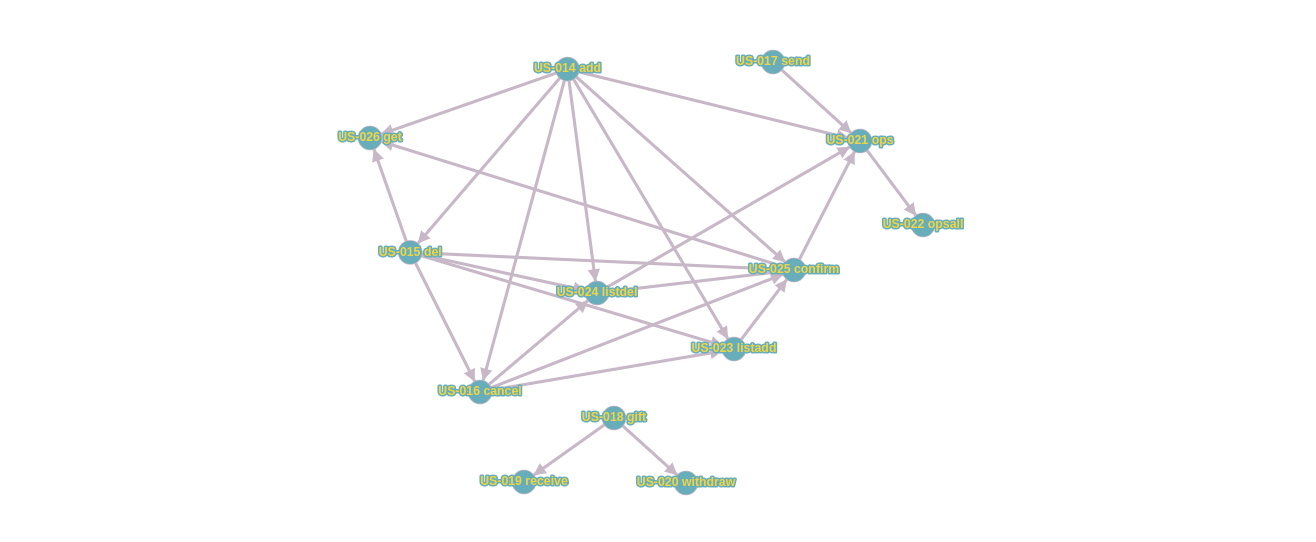 US-017 send
US-014 add
US-026 get
US-021 ops
US-022 opsall
US-015 del
US-025 confirm
US-024 listdel
US-023 listadd
US-016 cancel
US-018 gift
US-019 receive
US-020 withdraw